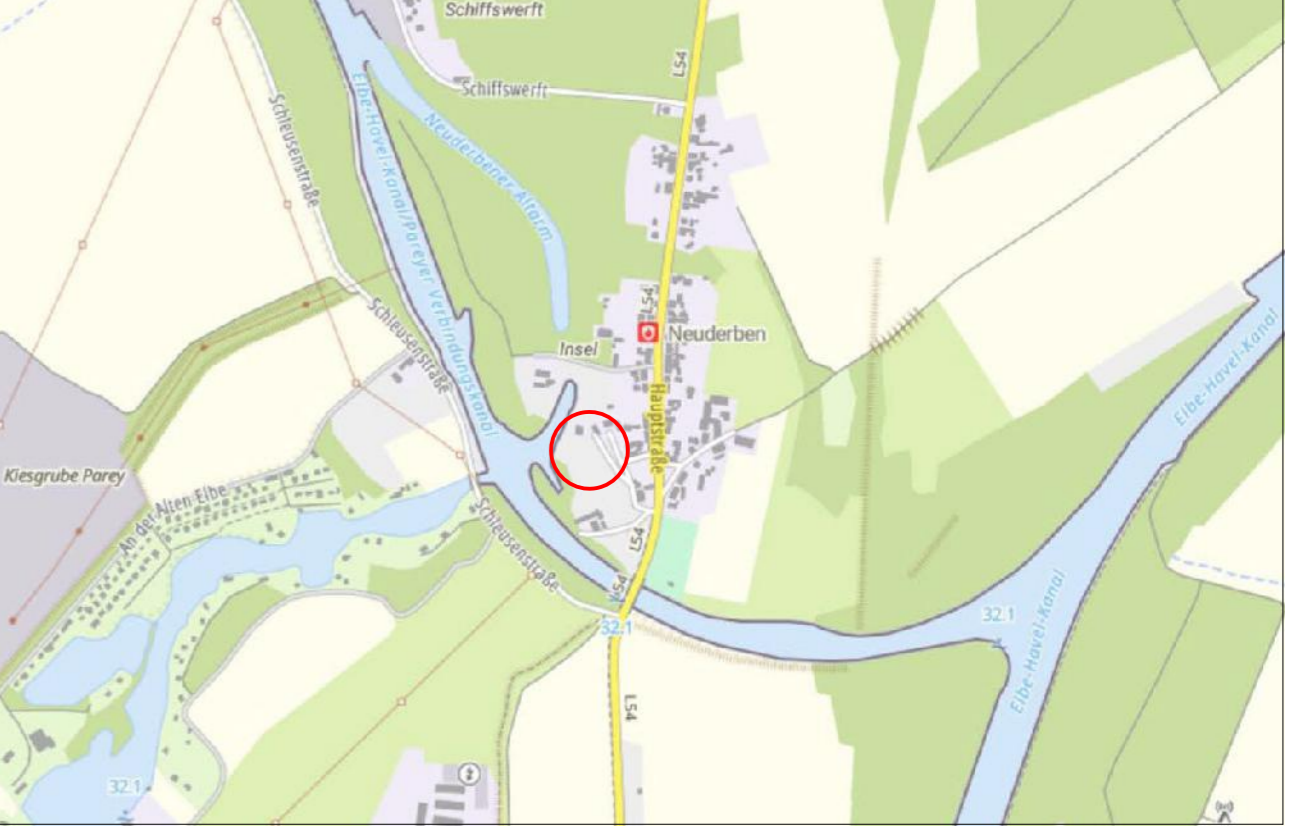 Schiffswerft
L54
Schiffswerft
Schleusenstraße
Elbe-Havel-Kanal/Pareyer Verbindungskanal
Neuderbener Altarm
L54
Neuderben
Schleusenstraße
Insel
Elbe-Havel-Kanal
Hauptstraße
Kiesgrube Parey
An der Alten Elbe
Schleusenstraße
L54
L54
32.1
32.1
Elbe-Havel-Kanal
L54
32.1